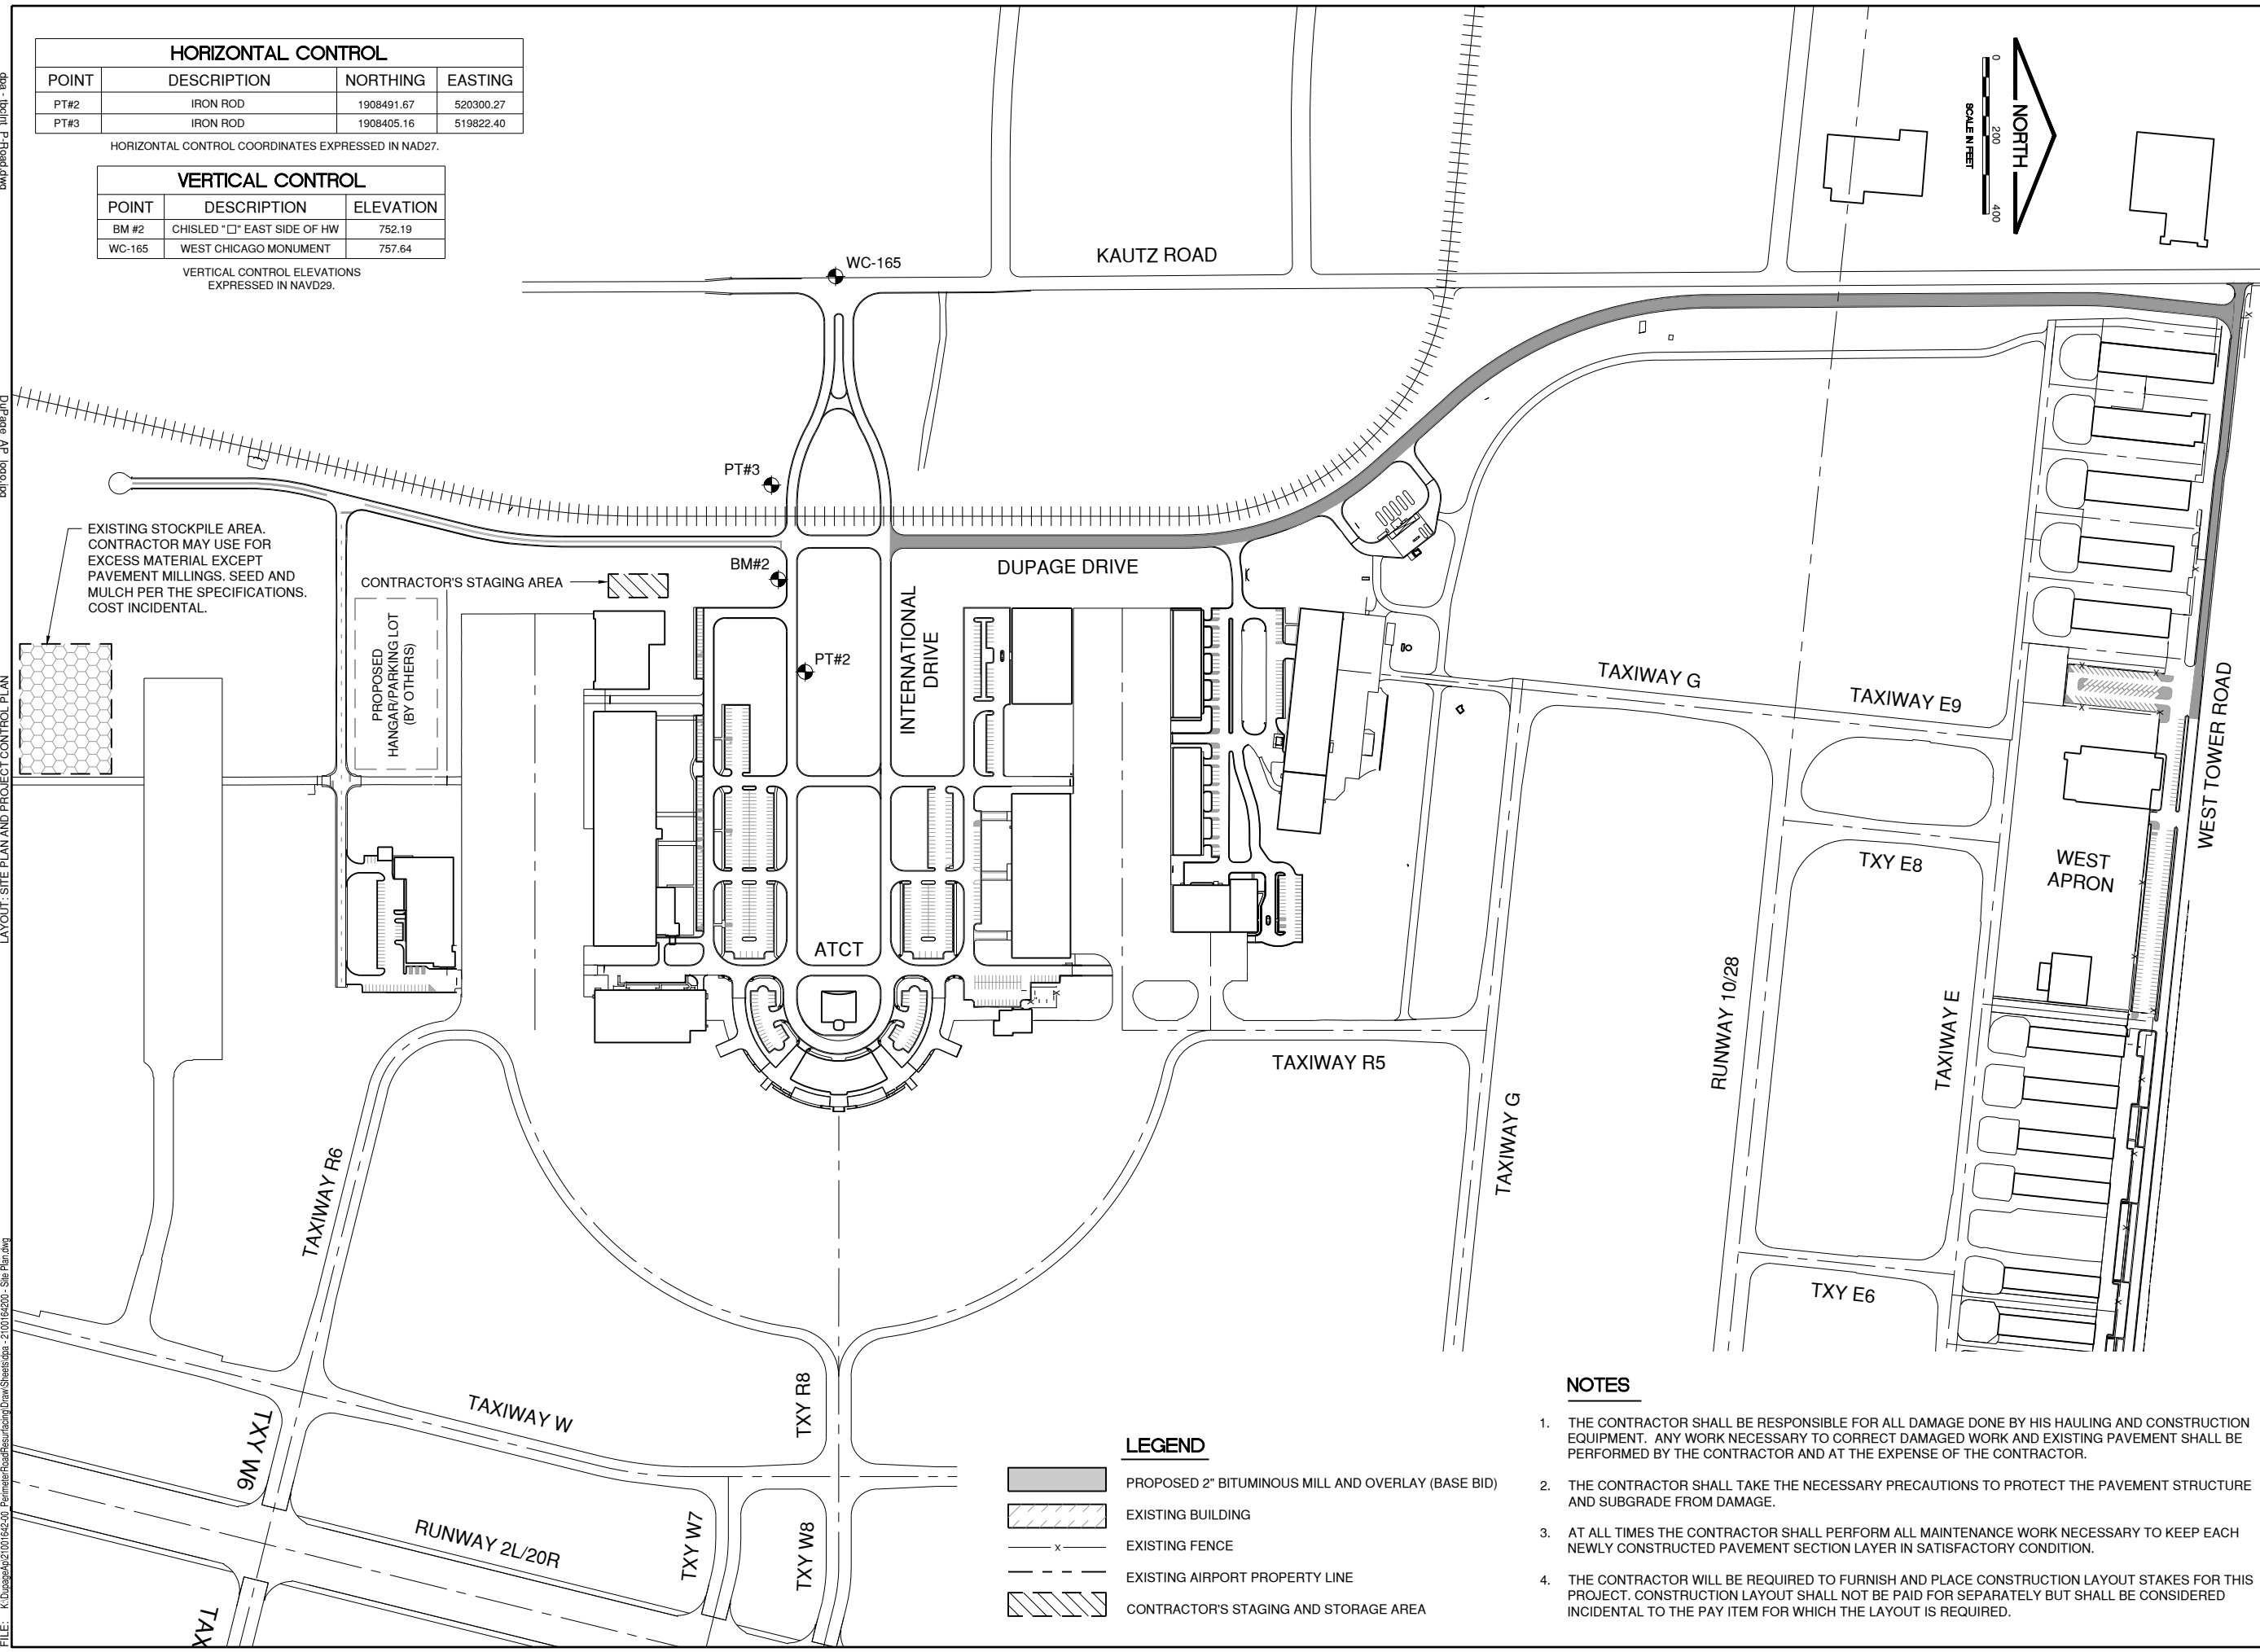 HORIZONTAL CONTROL
POINT DESCRIPTION NORTHING EASTING
PT#2 IRON ROD 1908491.67 520300.27
PT#3 IRON ROD 1908405.16 519822.40
HORIZONTAL CONTROL COORDINATES EXPRESSED IN NAD27.
VERTICAL CONTROL
POINT DESCRIPTION ELEVATION
BM #2 CHISLED "□" EAST SIDE OF HW 752.19
WC-165 WEST CHICAGO MONUMENT 757.64
VERTICAL CONTROL ELEVATIONS
EXPRESSED IN NAVD29.
NORTH
0 200 400
SCALE IN FEET
WC-165
KAUTZ ROAD
PT#3
BM#2
PT#2
EXISTING STOCKPILE AREA.
CONTRACTOR MAY USE FOR
EXCESS MATERIAL EXCEPT
PAVEMENT MILLINGS. SEED AND
MULCH PER THE SPECIFICATIONS.
COST INCIDENTAL.
CONTRACTOR'S STAGING AREA
PROPOSED
HANGAR/PARKING LOT
(BY OTHERS)
INTERNATIONAL
DRIVE
DUPAGE DRIVE
ATCT
TAXIWAY G
TAXIWAY E9
WEST TOWER ROAD
TXY E8
WEST
APRON
RUNWAY 10/28
TAXIWAY E
TAXIWAY R5
TAXIWAY G
TAXIWAY R6
TXY E6
TXY R8
TAXIWAY W
TXY W6
RUNWAY 2L/20R
TXY W7
TXY W8
TAX
LEGEND
PROPOSED 2" BITUMINOUS MILL AND OVERLAY (BASE BID)
EXISTING BUILDING
x EXISTING FENCE
EXISTING AIRPORT PROPERTY LINE
CONTRACTOR'S STAGING AND STORAGE AREA
NOTES
1. THE CONTRACTOR SHALL BE RESPONSIBLE FOR ALL DAMAGE DONE BY HIS HAULING AND CONSTRUCTION
EQUIPMENT. ANY WORK NECESSARY TO CORRECT DAMAGED WORK AND EXISTING PAVEMENT SHALL BE
PERFORMED BY THE CONTRACTOR AND AT THE EXPENSE OF THE CONTRACTOR.
2. THE CONTRACTOR SHALL TAKE THE NECESSARY PRECAUTIONS TO PROTECT THE PAVEMENT STRUCTURE
AND SUBGRADE FROM DAMAGE.
3. AT ALL TIMES THE CONTRACTOR SHALL PERFORM ALL MAINTENANCE WORK NECESSARY TO KEEP EACH
NEWLY CONSTRUCTED PAVEMENT SECTION LAYER IN SATISFACTORY CONDITION.
4. THE CONTRACTOR WILL BE REQUIRED TO FURNISH AND PLACE CONSTRUCTION LAYOUT STAKES FOR THIS
PROJECT. CONSTRUCTION LAYOUT SHALL NOT BE PAID FOR SEPARATELY BUT SHALL BE CONSIDERED
INCIDENTAL TO THE PAY ITEM FOR WHICH THE LAYOUT IS REQUIRED.
LAYOUT: SITE PLAN AND PROJECT CONTROL PLAN